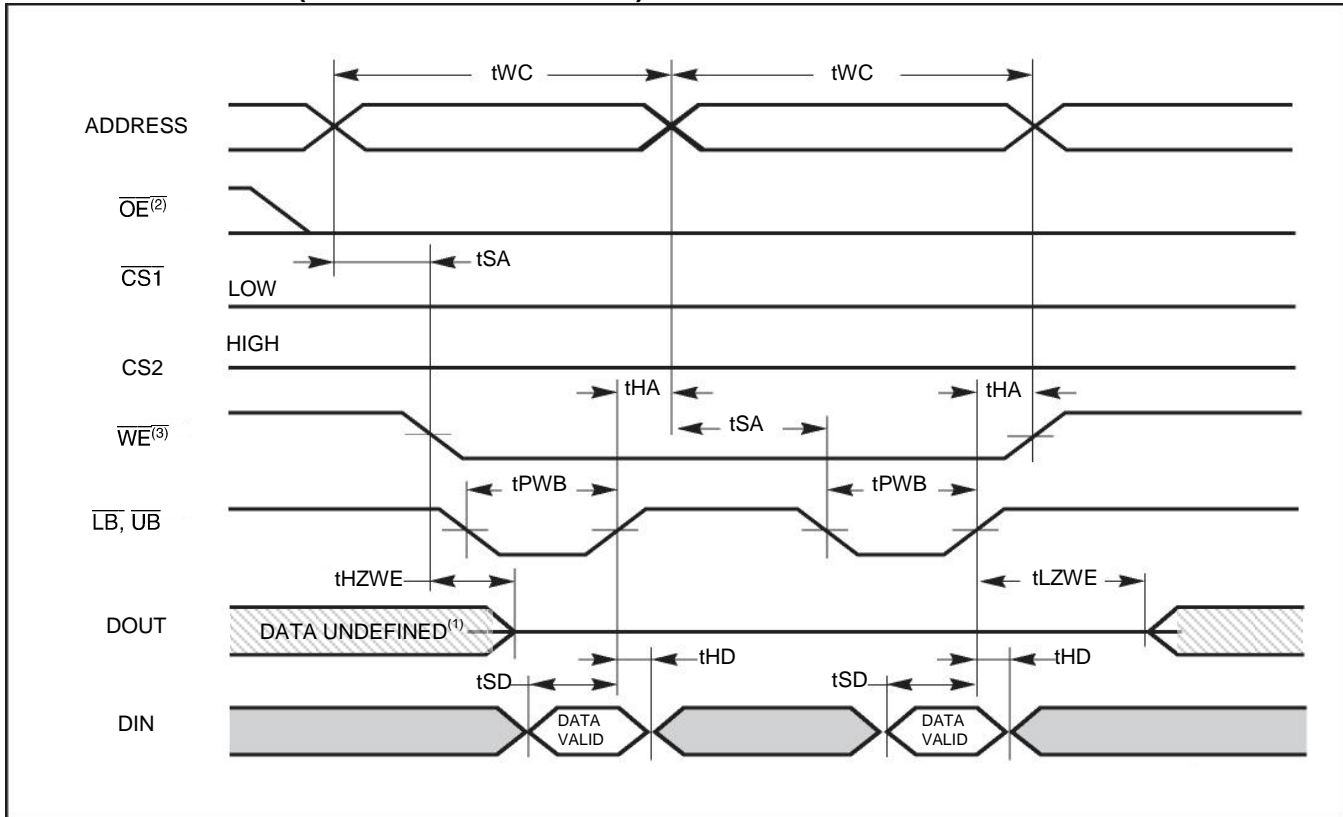 tWC tWC
ADDRESS
OE(2)
tSA
CS1
LOW
HIGH
CS2
tHA tHA
tSA
WE(3)
tPWB tPWB
LB, UB
tHZWE tLZWE
DOUT DATA UNDEFINED(1)
tHD tHD
tSD tSD
DIN DATA VALID DATA VALID